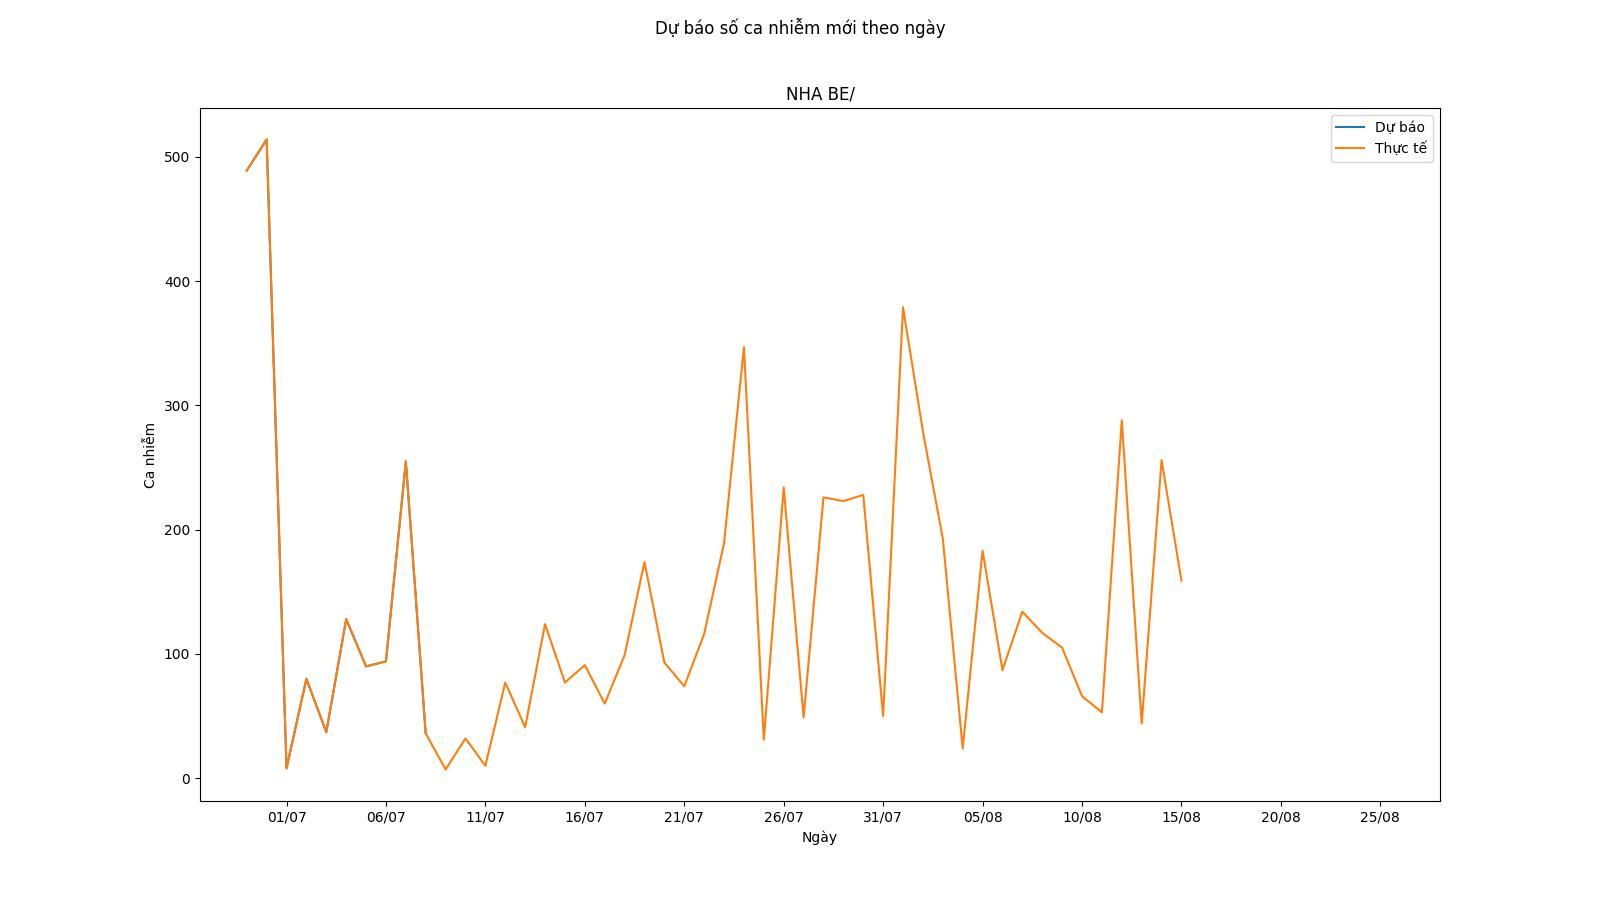 Dự báo số ca nhiễm mới theo ngày
NHA BE/
Dự báo
Thực tế
500
400
300
200
100
0
Ca nhiễm
01/07 06/07 11/07 16/07 21/07 26/07 31/07 05/08 10/08 15/08 20/08 25/08
Ngày